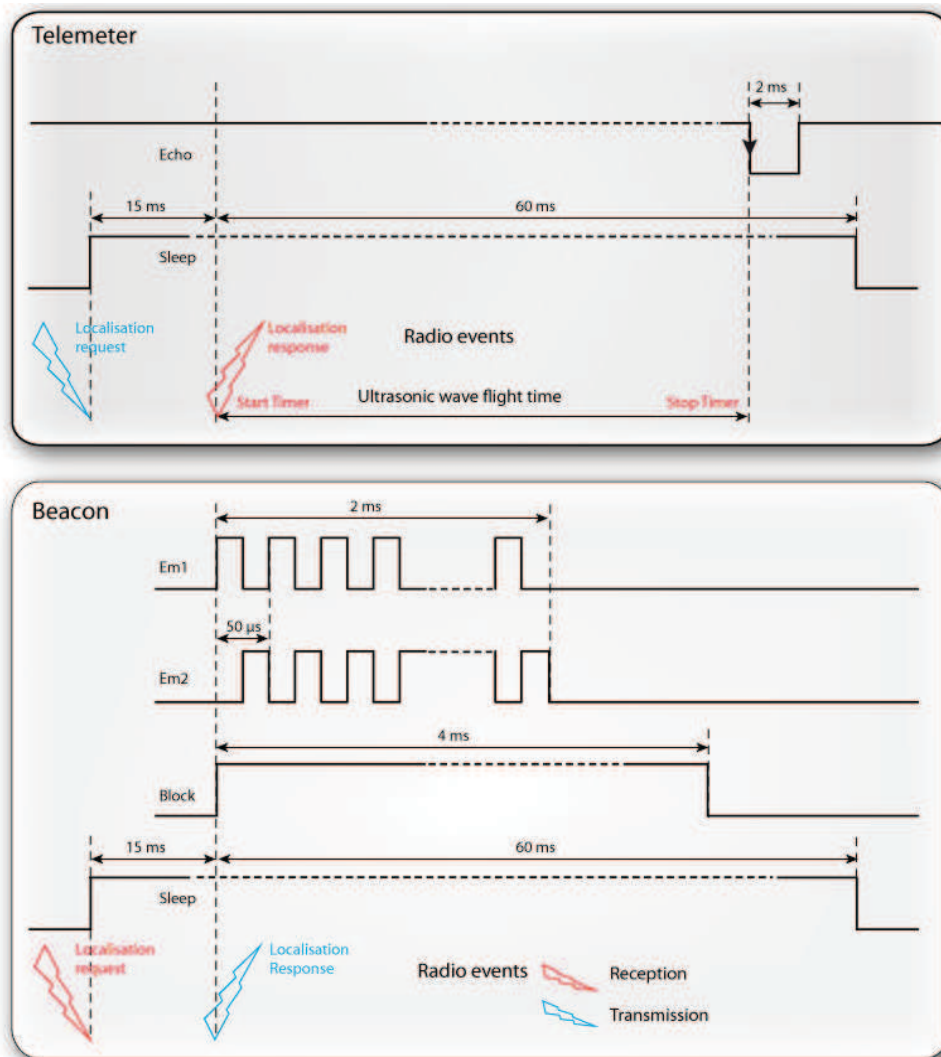 Telemeter
2 ms
Echo
15 ms
60 ms
Sleep
Localisation
request
Localisation
response
Radio events
Start Timer
Ultrasonic wave flight time
Stop Timer
Beacon
2 ms
Em1
50 µs
Em2
4 ms
Block
15 ms
60 ms
Sleep
Localisation
request
Localisation
Response
Radio events
Reception
Transmission